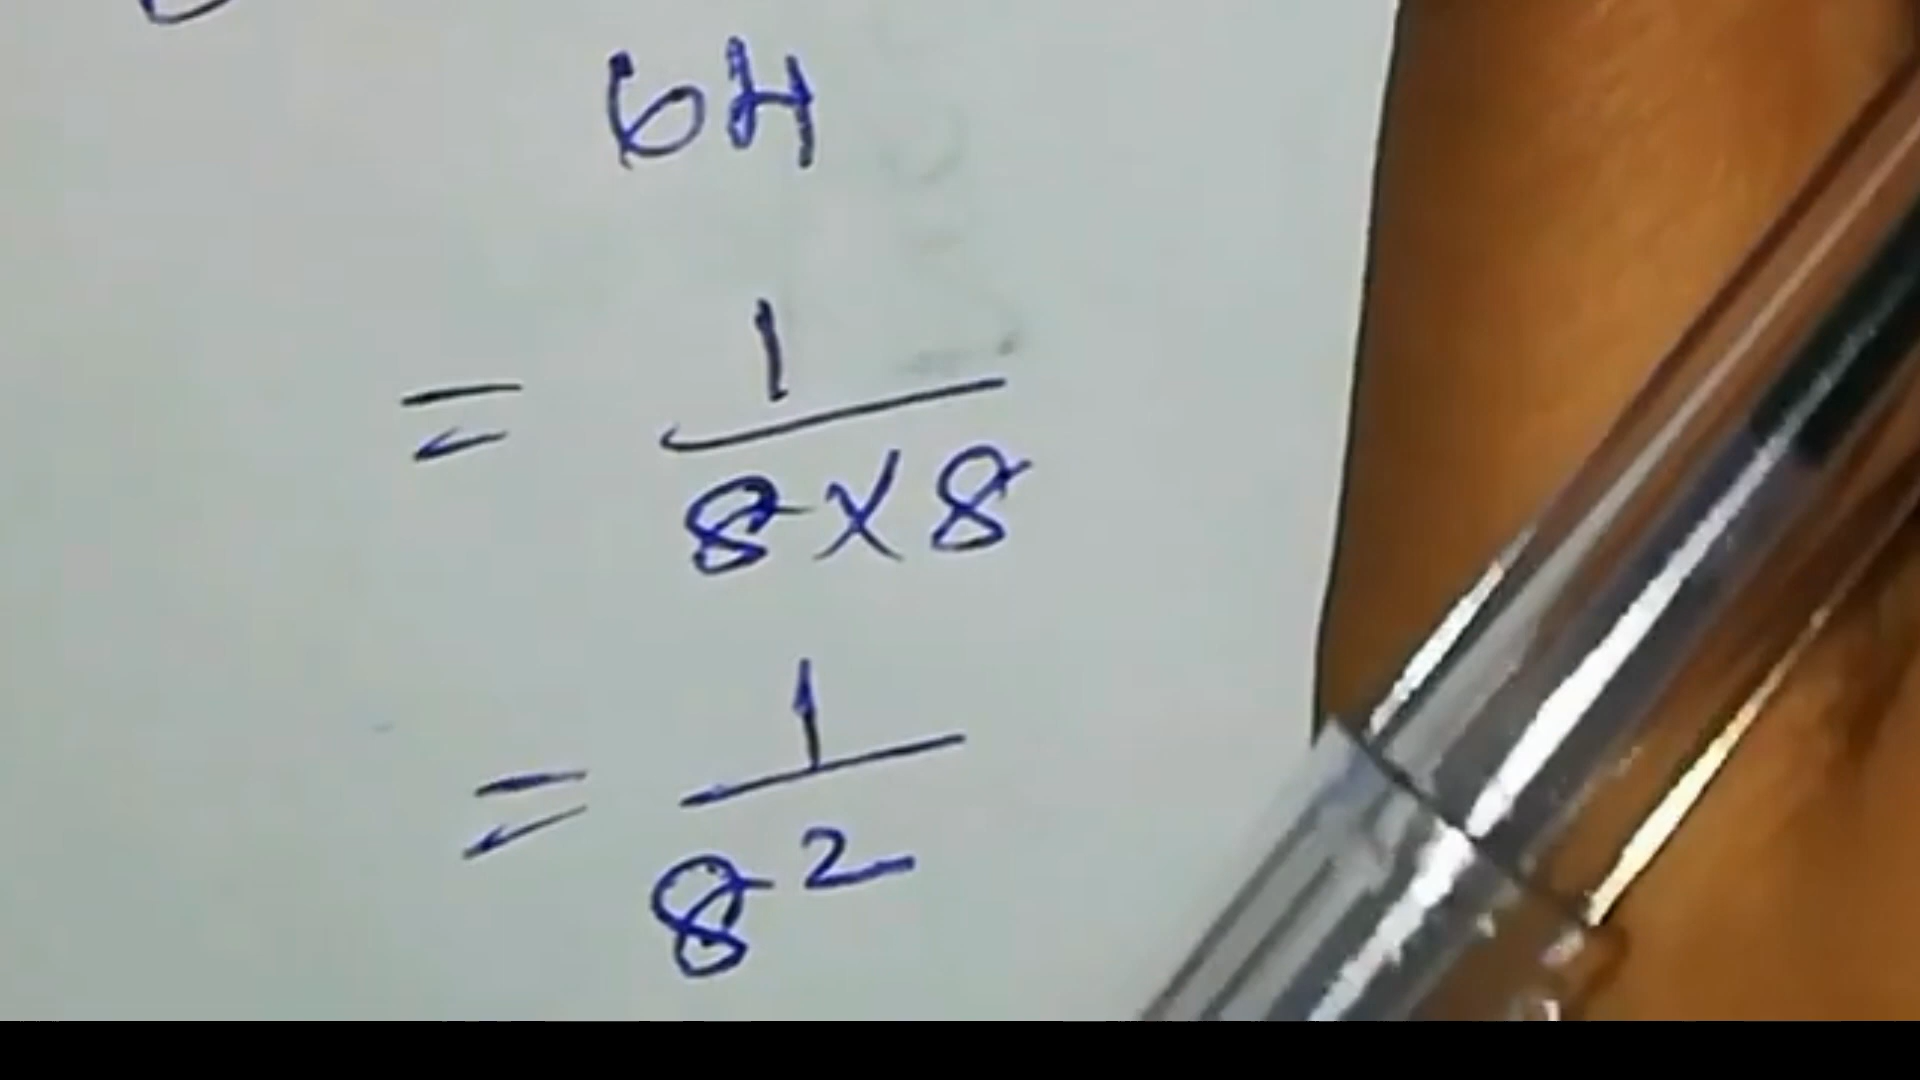 64
= 1/8×8
= 1/8²